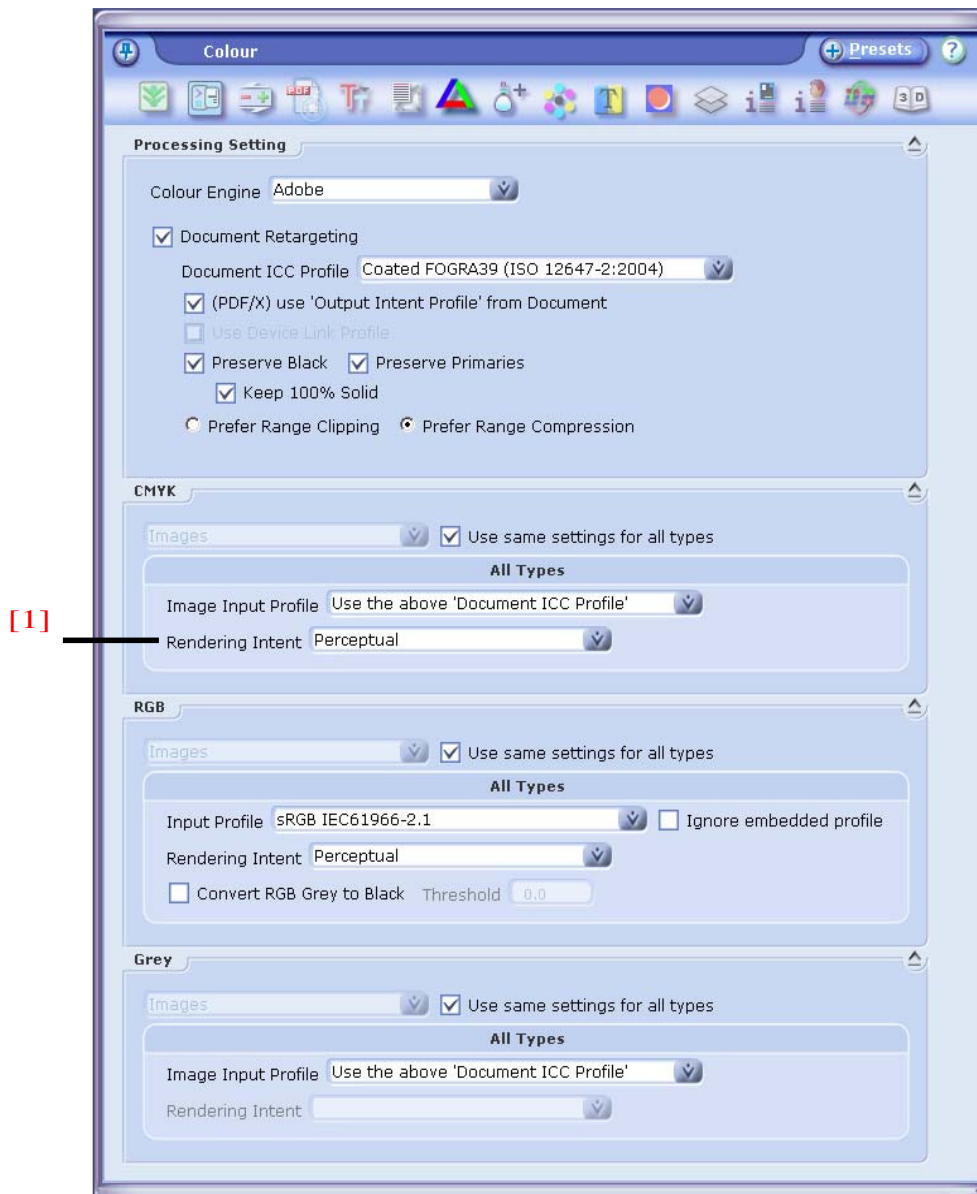 Colour
Presets
?
PDF
T
3D
Processing Setting
Colour Engine Adobe
Document Retargeting
Document ICC Profile Coated FOGRA39 (ISO 12647-2:2004)
(PDF/X) use 'Output Intent Profile' from Document
Use Device Link Profile
Preserve Black Preserve Primaries
Keep 100% Solid
Prefer Range Clipping Prefer Range Compression
CMYK
Images Use same settings for all types
All Types
Image Input Profile Use the above 'Document ICC Profile'
[1]
Rendering Intent Perceptual
RGB
Images Use same settings for all types
All Types
Input Profile sRGB IEC61966-2.1 Ignore embedded profile
Rendering Intent Perceptual
Convert RGB Grey to Black Threshold 0.0
Grey
Images Use same settings for all types
All Types
Image Input Profile Use the above 'Document ICC Profile'
Rendering Intent